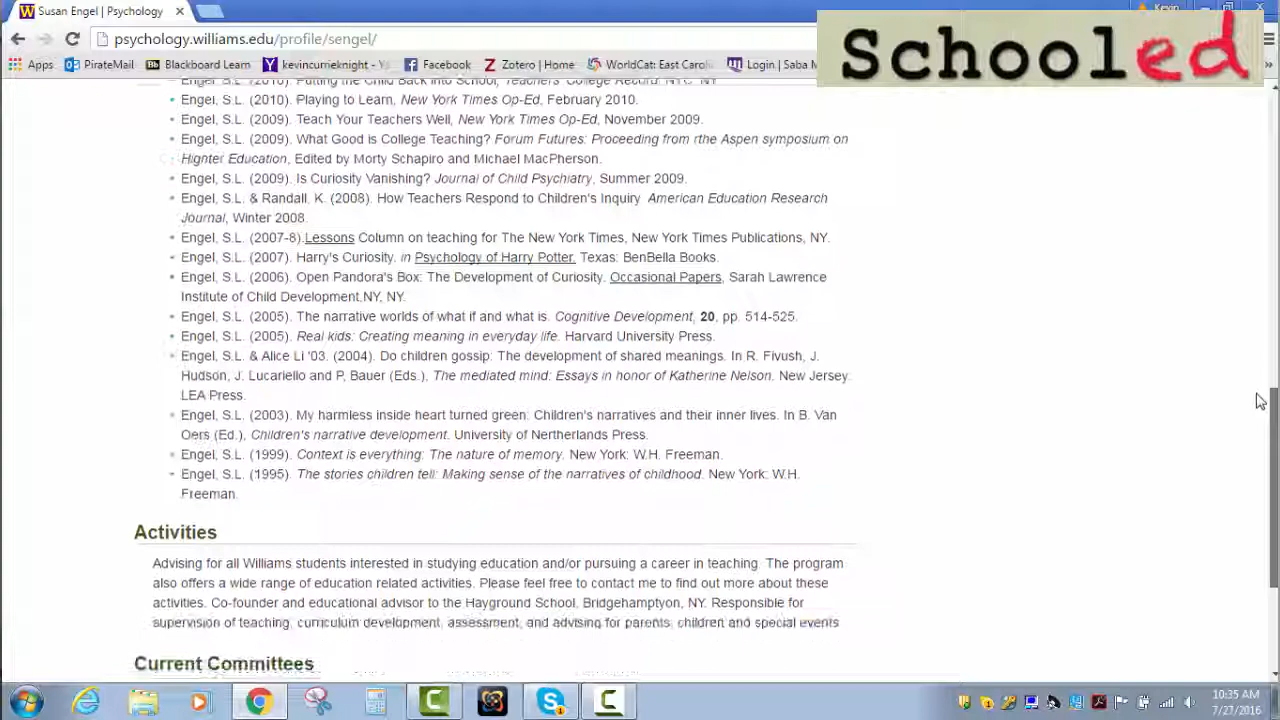 Susan Engel | Psychology
Kevin
psychology.williams.edu/profile/sengel/
Schooled
Apps PirateMail Blackboard Learn kevincurrieknight - Y Facebook Zotero | Home WorldCat: East Caro Login | Saba M
Engel, S.L. (2010). Putting the Child Back into School, Teachers' College Record. NYC, NY
Engel, S.L. (2010). Playing to Learn, New York Times Op-Ed, February 2010.
Engel, S.L. (2009). Teach Your Teachers Well, New York Times Op-Ed, November 2009.
Engel, S.L. (2009). What Good is College Teaching? Forum Futures: Proceeding from rthe Aspen symposium on
Highter Education, Edited by Morty Schapiro and Michael MacPherson.
Engel, S.L. (2009). Is Curiosity Vanishing? Journal of Child Psychiatry, Summer 2009.
Engel, S.L. & Randall, K. (2008). How Teachers Respond to Children's Inquiry American Education Research
Journal, Winter 2008.
Engel, S.L. (2007-8).Lessons Column on teaching for The New York Times, New York Times Publications, NY.
Engel, S.L. (2007). Harry's Curiosity. in Psychology of Harry Potter. Texas: BenBella Books.
Engel, S.L. (2006). Open Pandora's Box: The Development of Curiosity. Occasional Papers, Sarah Lawrence
Institute of Child Development.NY, NY.
Engel, S.L. (2005). The narrative worlds of what if and what is. Cognitive Development, 20, pp. 514-525.
Engel, S.L. (2005). Real kids: Creating meaning in everyday life. Harvard University Press.
Engel, S.L. & Alice Li '03. (2004). Do children gossip: The development of shared meanings. In R. Fivush, J.
Hudson, J. Lucariello and P, Bauer (Eds.), The mediated mind: Essays in honor of Katherine Nelson. New Jersey:
LEA Press.
Engel, S.L. (2003). My harmless inside heart turned green: Children's narratives and their inner lives. In B. Van
Oers (Ed.), Children's narrative development. University of Nertherlands Press.
Engel, S.L. (1999). Context is everything: The nature of memory. New York: W.H. Freeman.
Engel, S.L. (1995). The stories children tell: Making sense of the narratives of childhood. New York: W.H.
Freeman.
Activities
Advising for all Williams students interested in studying education and/or pursuing a career in teaching. The program
also offers a wide range of education related activities. Please feel free to contact me to find out more about these
activities. Co-founder and educational advisor to the Hayground School, Bridgehamptyon, NY. Responsible for
supervision of teaching, curriculum development, assessment, and advising for parents, children and special events
Current Committees
10:35 AM
7/27/2016